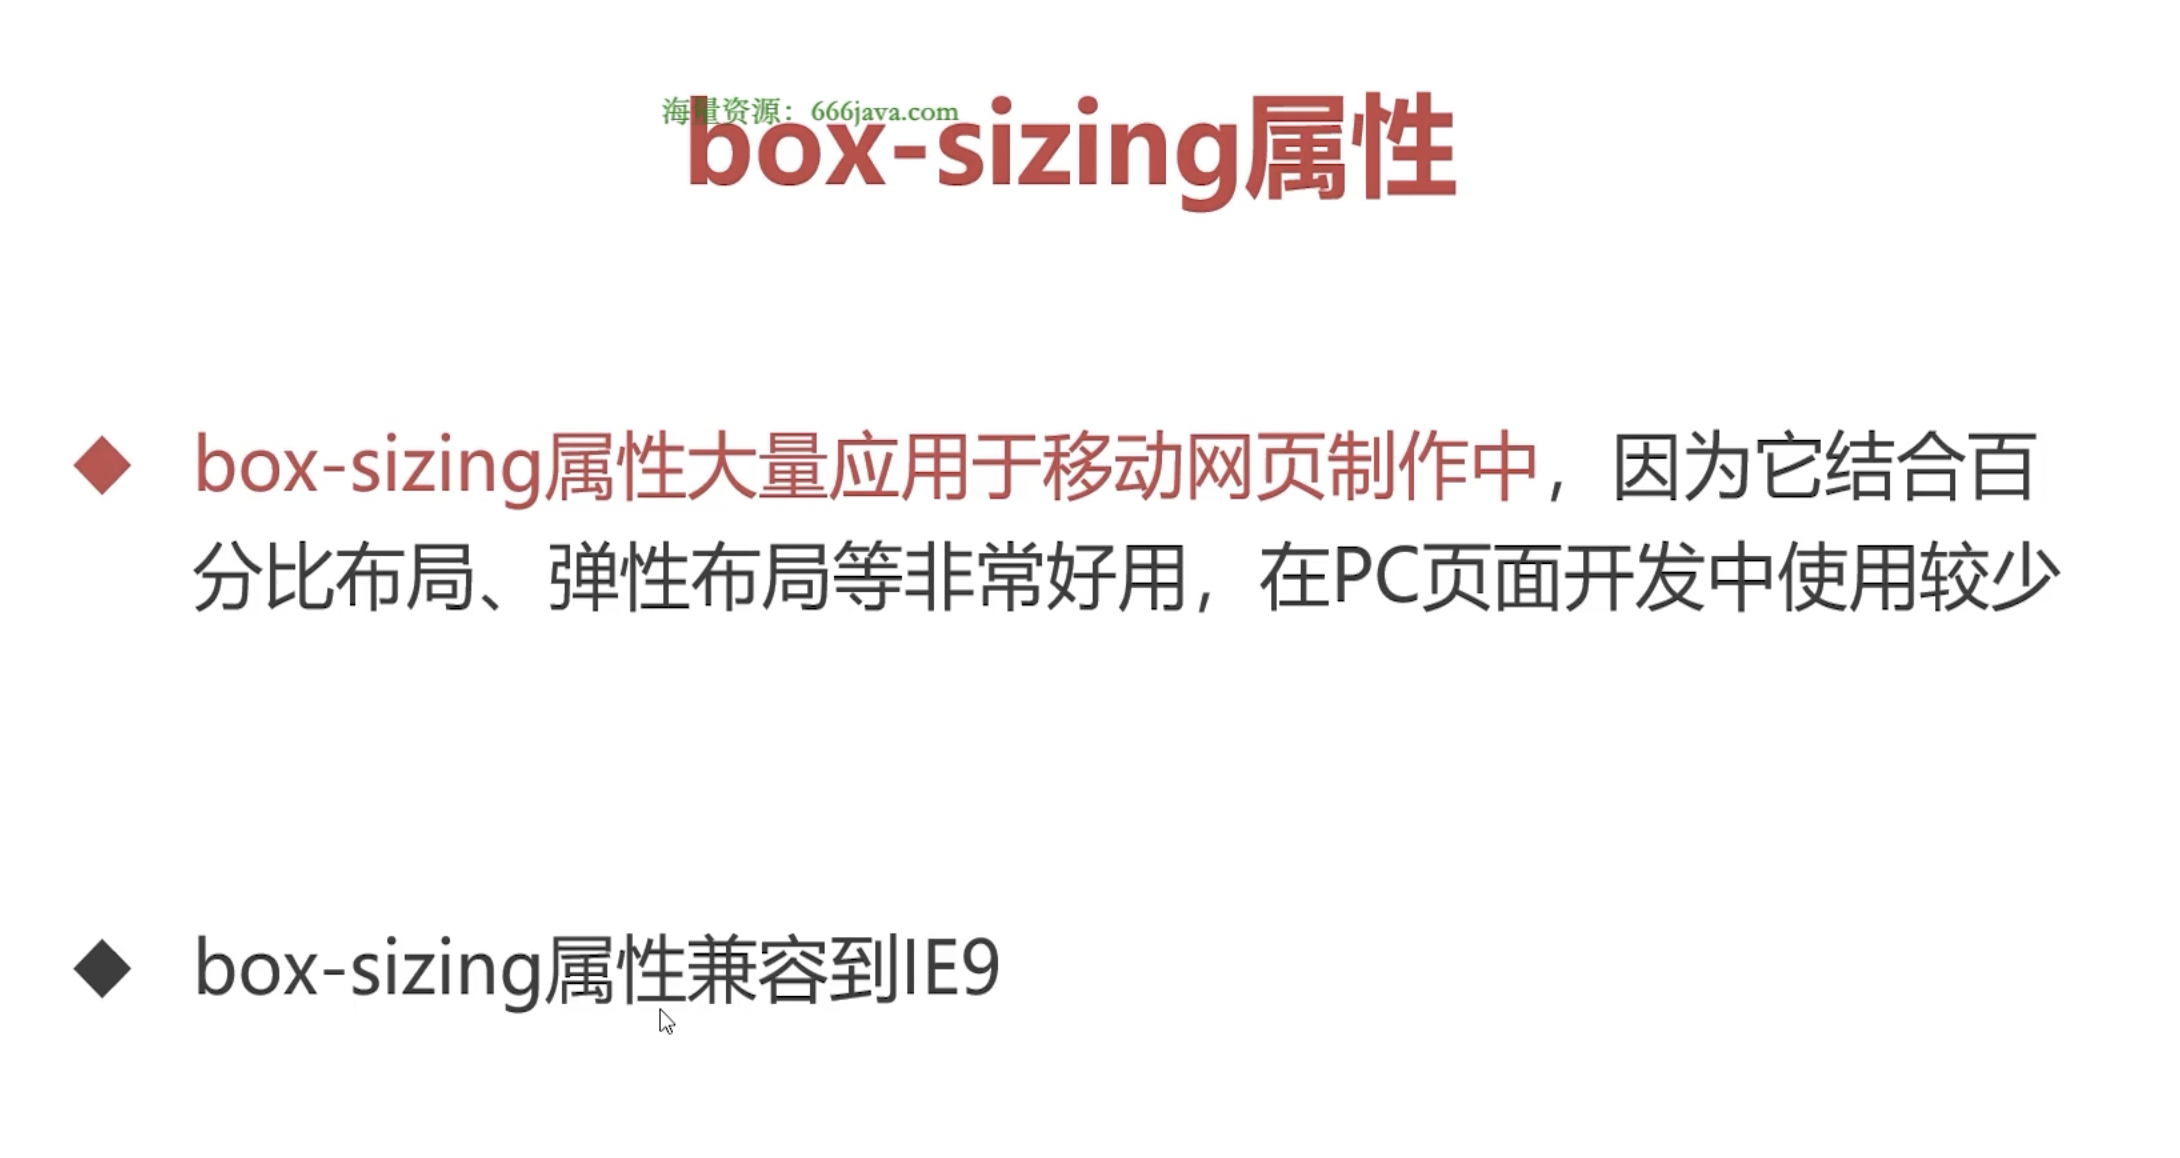 海量资源：666java.com
box-sizing属性
box-sizing属性大量应用于移动网页制作中，因为它结合百
分比布局、弹性布局等非常好用，在PC页面开发中使用较少
box-sizing属性兼容到IE9